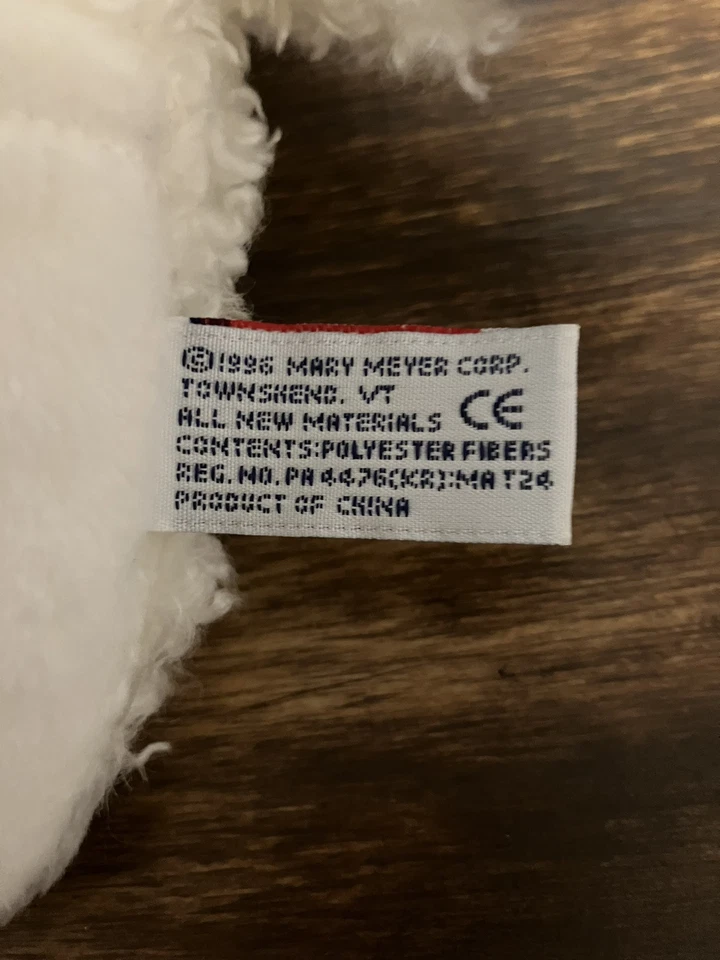 ©1996 MARY MEYER CORP.
TOWNSHEND, VT
ALL NEW MATERIALS CE
CONTENTS:POLYESTER FIBERS
REG.NO.PA 4476(KR):MA T24
PRODUCT OF CHINA